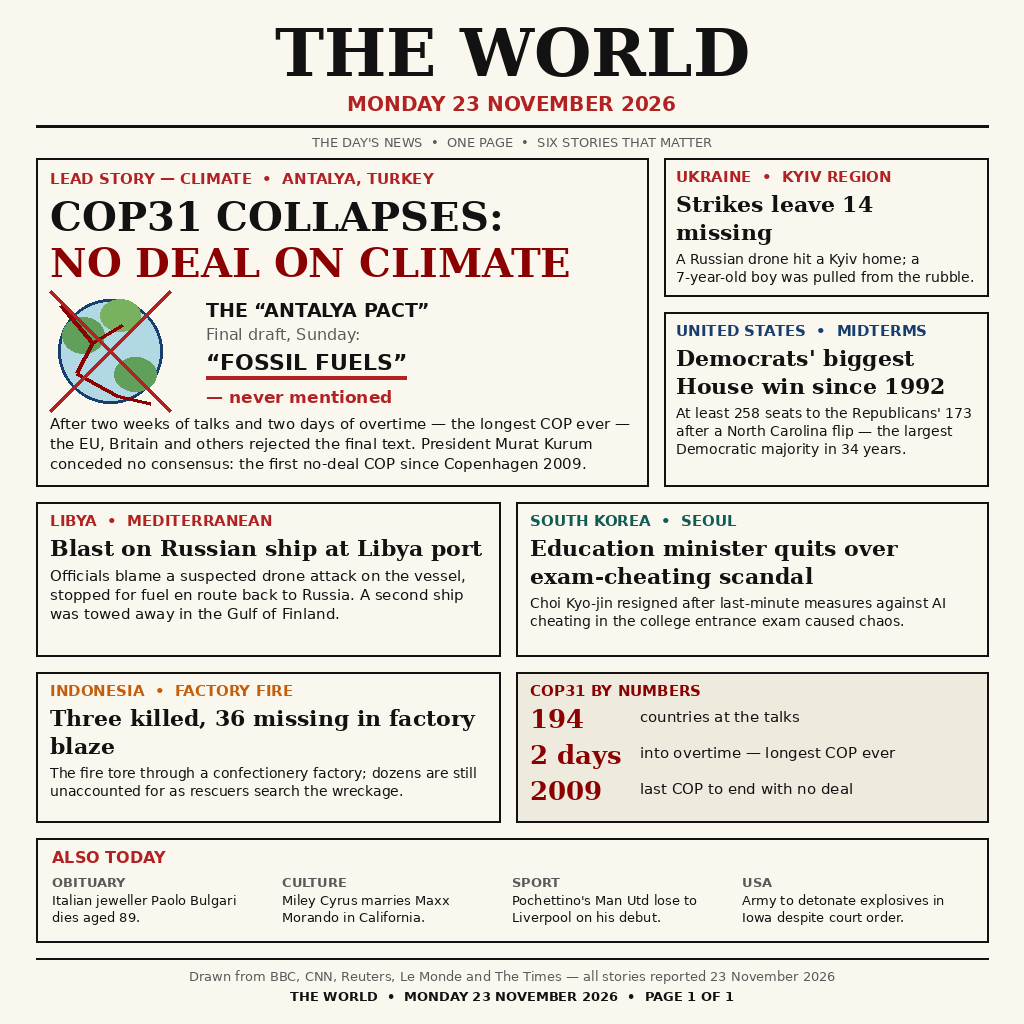 THE WORLD
MONDAY 23 NOVEMBER 2026
THE DAY'S NEWS • ONE PAGE • SIX STORIES THAT MATTER
LEAD STORY — CLIMATE • ANTALYA, TURKEY
COP31 COLLAPSES:
NO DEAL ON CLIMATE
THE “ANTALYA PACT”
Final draft, Sunday:
“FOSSIL FUELS”
— never mentioned
After two weeks of talks and two days of overtime — the longest COP ever —
the EU, Britain and others rejected the final text. President Murat Kurum
conceded no consensus: the first no-deal COP since Copenhagen 2009.
UKRAINE • KYIV REGION
Strikes leave 14
missing
A Russian drone hit a Kyiv home; a
7-year-old boy was pulled from the rubble.
UNITED STATES • MIDTERMS
Democrats' biggest
House win since 1992
At least 258 seats to the Republicans' 173
after a North Carolina flip — the largest
Democratic majority in 34 years.
LIBYA • MEDITERRANEAN
Blast on Russian ship at Libya port
Officials blame a suspected drone attack on the vessel,
stopped for fuel en route back to Russia. A second ship
was towed away in the Gulf of Finland.
SOUTH KOREA • SEOUL
Education minister quits over
exam-cheating scandal
Choi Kyo-jin resigned after last-minute measures against AI
cheating in the college entrance exam caused chaos.
INDONESIA • FACTORY FIRE
Three killed, 36 missing in factory
blaze
The fire tore through a confectionery factory; dozens are still
unaccounted for as rescuers search the wreckage.
COP31 BY NUMBERS
194 countries at the talks
2 days into overtime — longest COP ever
2009 last COP to end with no deal
ALSO TODAY
OBITUARY
Italian jeweller Paolo Bulgari
dies aged 89.
CULTURE
Miley Cyrus marries Maxx
Morando in California.
SPORT
Pochettino's Man Utd lose to
Liverpool on his debut.
USA
Army to detonate explosives in
Iowa despite court order.
Drawn from BBC, CNN, Reuters, Le Monde and The Times — all stories reported 23 November 2026
THE WORLD • MONDAY 23 NOVEMBER 2026 • PAGE 1 OF 1